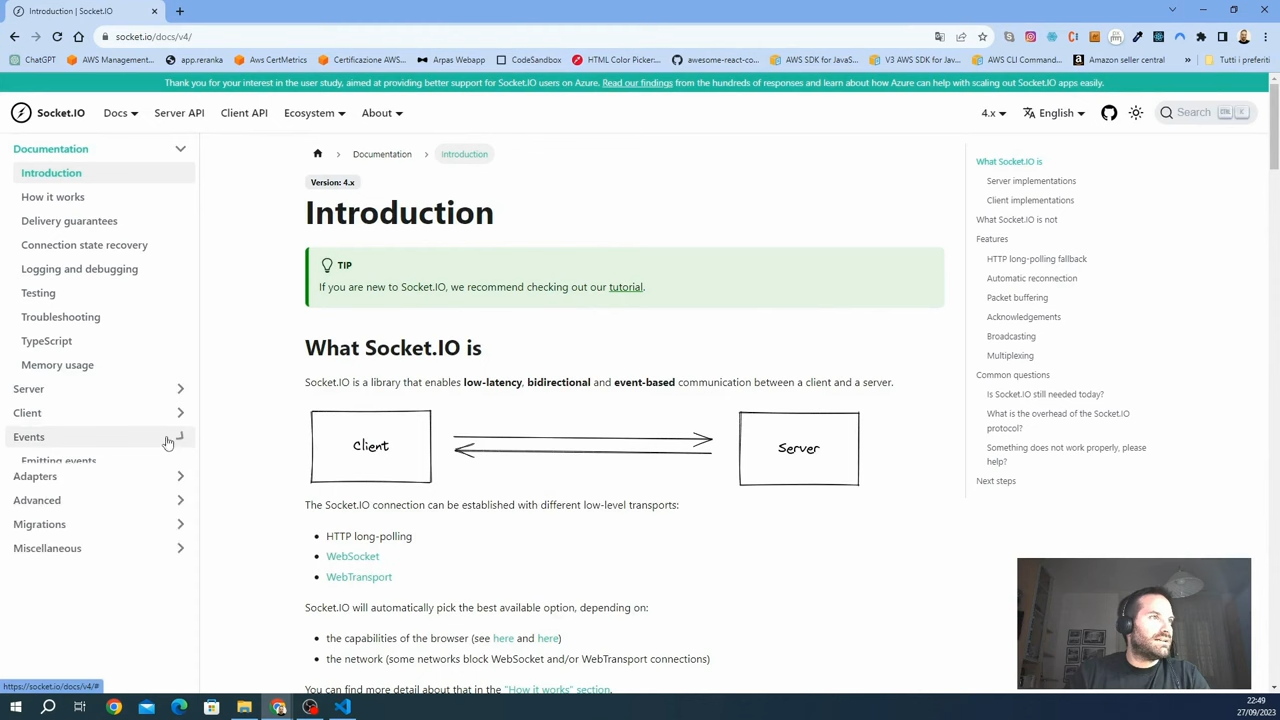 Introduction | Socket.IO
socket.io/docs/v4/
ChatGPT
AWS Management...
app.reranka
Aws CertMetrics
Certificazione AWS...
Arpas Webapp
CodeSandbox
HTML Color Picker:...
awesome-react-co...
AWS SDK for JavaS...
V3 AWS SDK for Jav...
AWS CLI Command...
Amazon seller central
»
Tutti i preferiti
Thank you for your interest in the user study, aimed at providing better support for Socket.IO users on Azure. Read our findings from the hundreds of responses and learn about how Azure can help with scaling out Socket.IO apps easily.
Socket.IO
Docs
Server API
Client API
Ecosystem
About
4.x
English
Search
Documentation
Introduction
How it works
Delivery guarantees
Connection state recovery
Logging and debugging
Testing
Troubleshooting
TypeScript
Memory usage
Server
Client
Events
Emitting events
Adapters
Advanced
Migrations
Miscellaneous
https://socket.io/docs/v4/#
Documentation
Introduction
Version: 4.x
Introduction
TIP
If you are new to Socket.IO, we recommend checking out our tutorial.
What Socket.IO is
Socket.IO is a library that enables low-latency, bidirectional and event-based communication between a client and a server.
Client
Server
The Socket.IO connection can be established with different low-level transports:
• HTTP long-polling
• WebSocket
• WebTransport
Socket.IO will automatically pick the best available option, depending on:
• the capabilities of the browser (see here and here)
• the network (some networks block WebSocket and/or WebTransport connections)
You can find more detail about that in the "How it works" section.
What Socket.IO is
Server implementations
Client implementations
What Socket.IO is not
Features
HTTP long-polling fallback
Automatic reconnection
Packet buffering
Acknowledgements
Broadcasting
Multiplexing
Common questions
Is Socket.IO still needed today?
What is the overhead of the Socket.IO
protocol?
Something does not work properly, please
help?
Next steps
22:49
27/09/2023